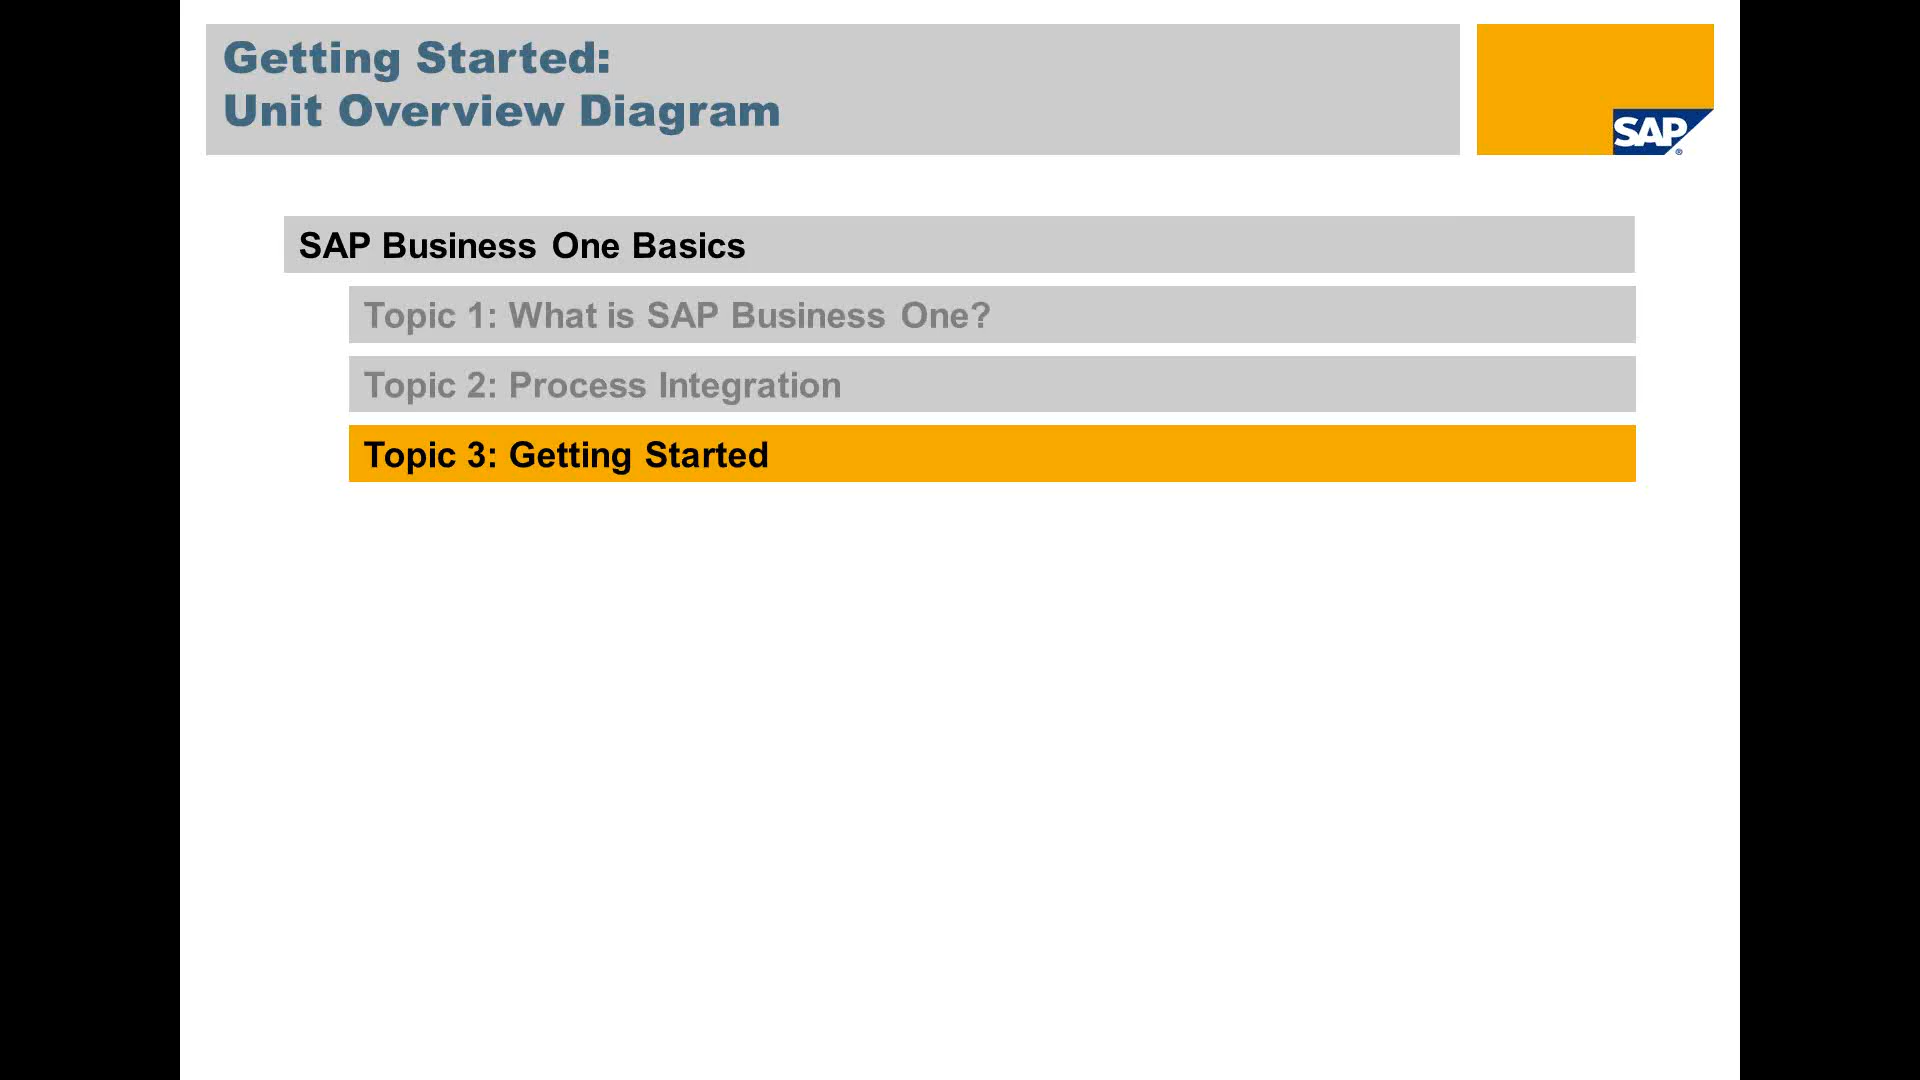 Getting Started:
Unit Overview Diagram
SAP
®
SAP Business One Basics
Topic 1: What is SAP Business One?
Topic 2: Process Integration
Topic 3: Getting Started